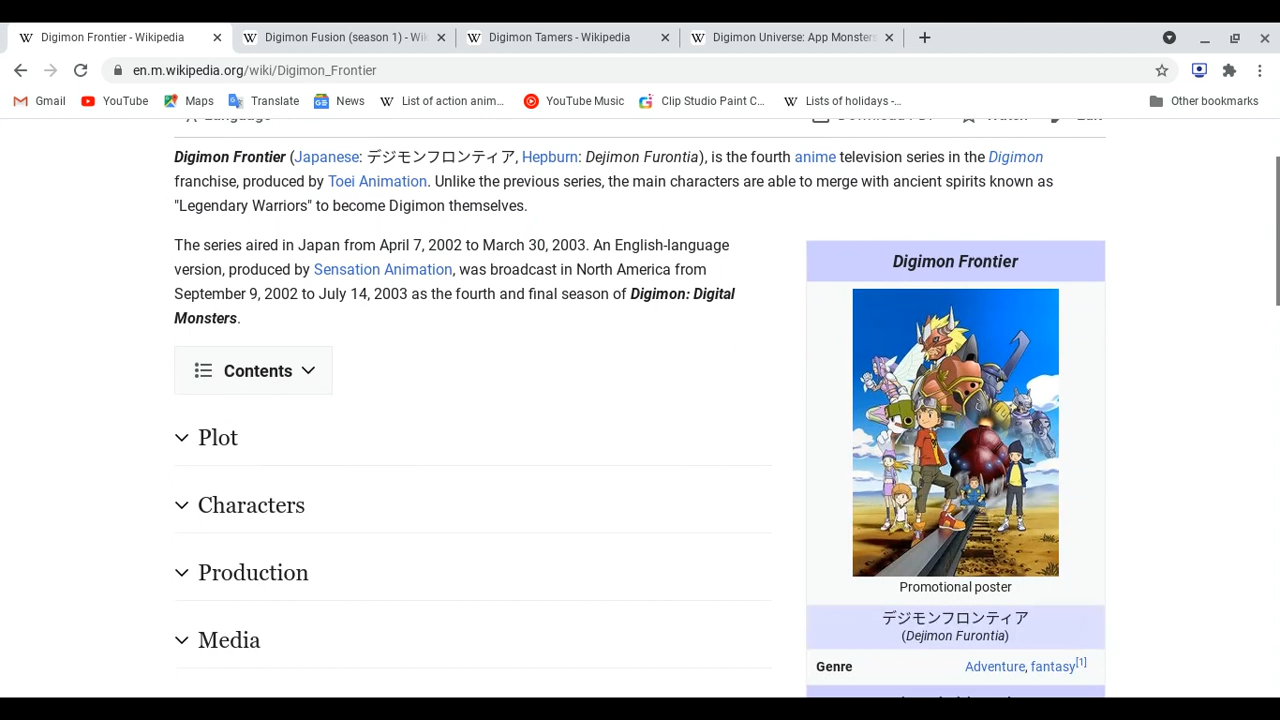 Digimon Frontier - Wikipedia
Digimon Fusion (season 1) - Wik
Digimon Tamers - Wikipedia
Digimon Universe: App Monsters
en.m.wikipedia.org/wiki/Digimon_Frontier
Gmail
YouTube
Maps
Translate
News
List of action anim...
YouTube Music
Clip Studio Paint C...
Lists of holidays -...
Other bookmarks
Language
Download PDF
Watch
Edit
Digimon Frontier (Japanese: デジモンフロンティア, Hepburn: Dejimon Furontia), is the fourth anime television series in the Digimon
franchise, produced by Toei Animation. Unlike the previous series, the main characters are able to merge with ancient spirits known as
"Legendary Warriors" to become Digimon themselves.
The series aired in Japan from April 7, 2002 to March 30, 2003. An English-language
version, produced by Sensation Animation, was broadcast in North America from
September 9, 2002 to July 14, 2003 as the fourth and final season of Digimon: Digital
Monsters.
Contents
Plot
Characters
Production
Media
Digimon Frontier
Promotional poster
デジモンフロンティア
(Dejimon Furontia)
Genre Adventure, fantasy[1]